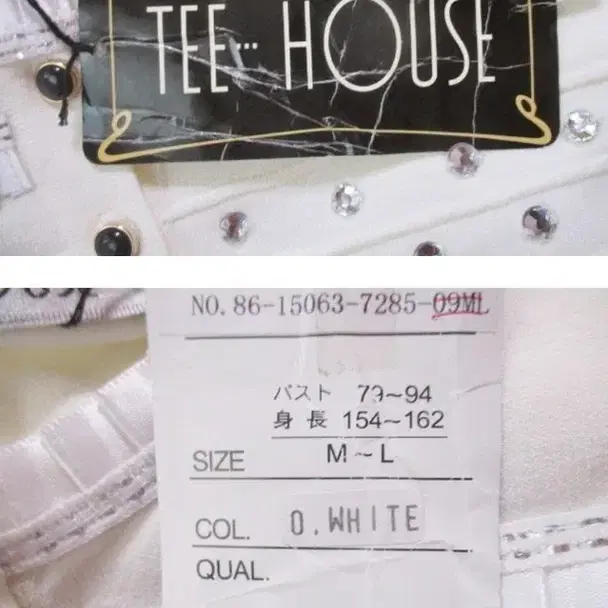 TEE··· HOUSE
NO. 86-15063-7285-09ML
バスト 79~94
身長 154~162
SIZE M~L
COL. O.WHITE
QUAL.